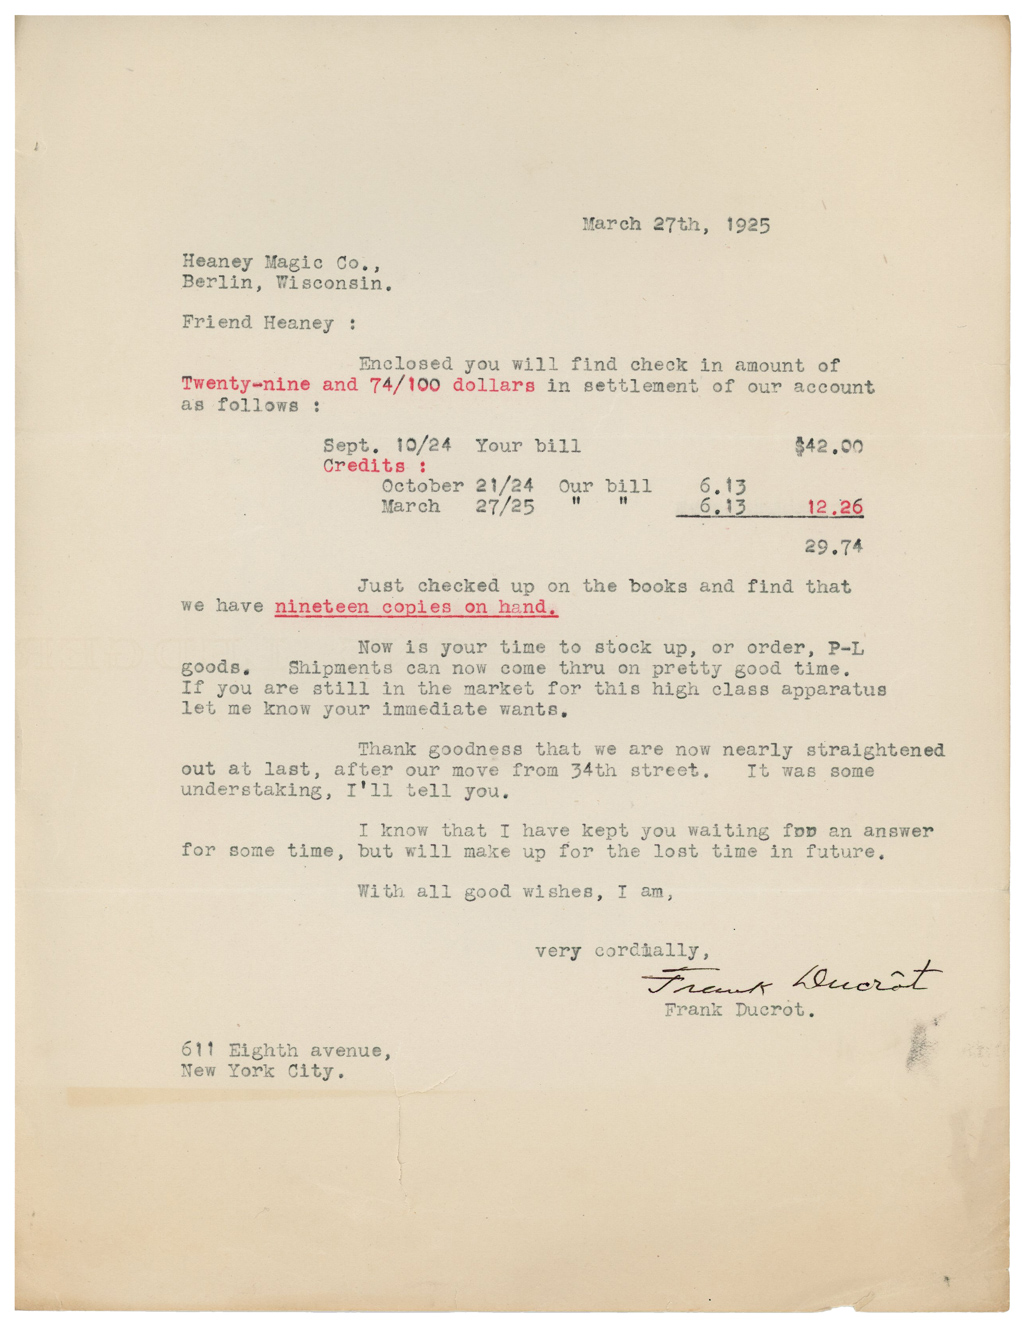 March 27th, 1925
Heaney Magic Co.,
Berlin, Wisconsin.
Friend Heaney :
Enclosed you will find check in amount of
Twenty-nine and 74/100 dollars in settlement of our account
as follows :
Sept. 10/24 Your bill $42.00
Credits :
October 21/24 Our bill 6.13
March 27/25 " " 6.13 12.26
29.74
Just checked up on the books and find that
we have nineteen copies on hand.
Now is your time to stock up, or order, P-L
goods. Shipments can now come thru on pretty good time.
If you are still in the market for this high class apparatus
let me know your immediate wants.
Thank goodness that we are now nearly straightened
out at last, after our move from 34th street. It was some
understaking, I'll tell you.
I know that I have kept you waiting for an answer
for some time, but will make up for the lost time in future.
With all good wishes, I am,
very cordially,
Frank Ducrôt
Frank Ducrot.
611 Eighth avenue,
New York City.